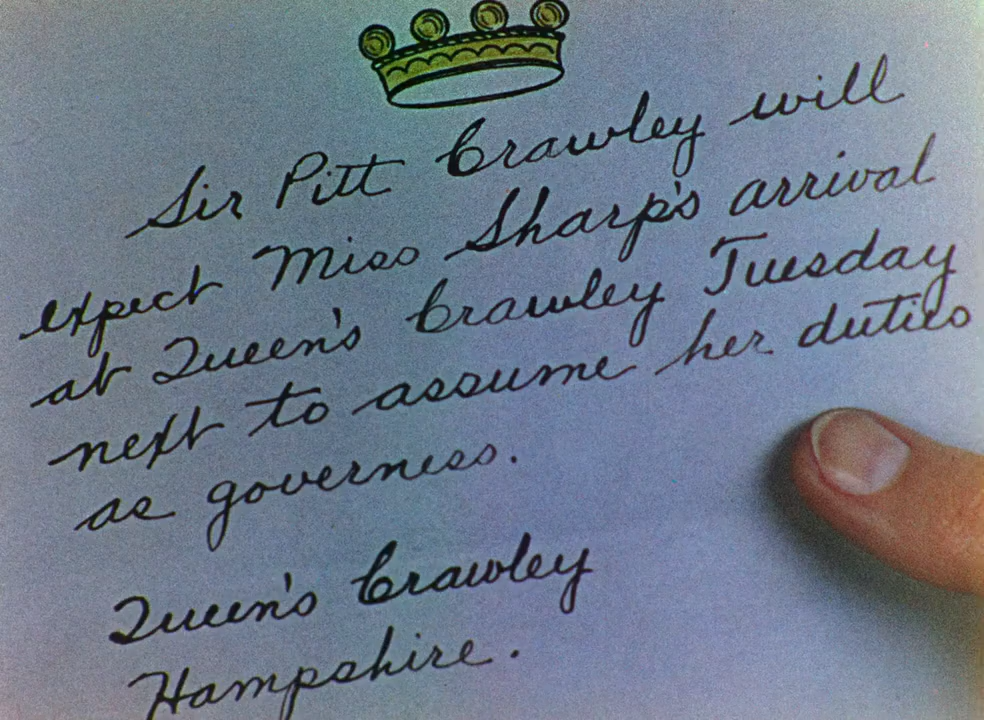 Sir Pitt Crawley will
expect Miss Sharp's arrival
at Queen's Crawley Tuesday
next to assume her duties
as governess.
Queen's Crawley
Hampshire.